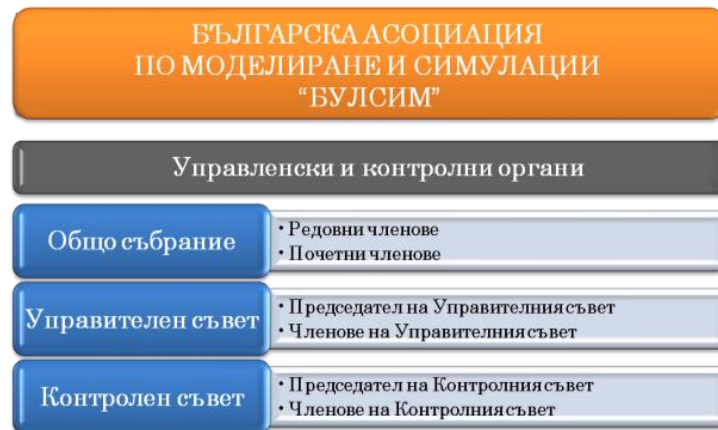 БЪЛГАРСКА АСОЦИАЦИЯ
ПО МОДЕЛИРАНЕ И СИМУЛАЦИИ
“БУЛСИМ”
Управленски и контролни органи
Общо събрание
• Редовни членове
• Почетни членове
Управителен съвет
• Председател на Управителния съвет
• Членове на Управителния съвет
Контролен съвет
• Председател на Контролния съвет
• Членове на Контролния съвет